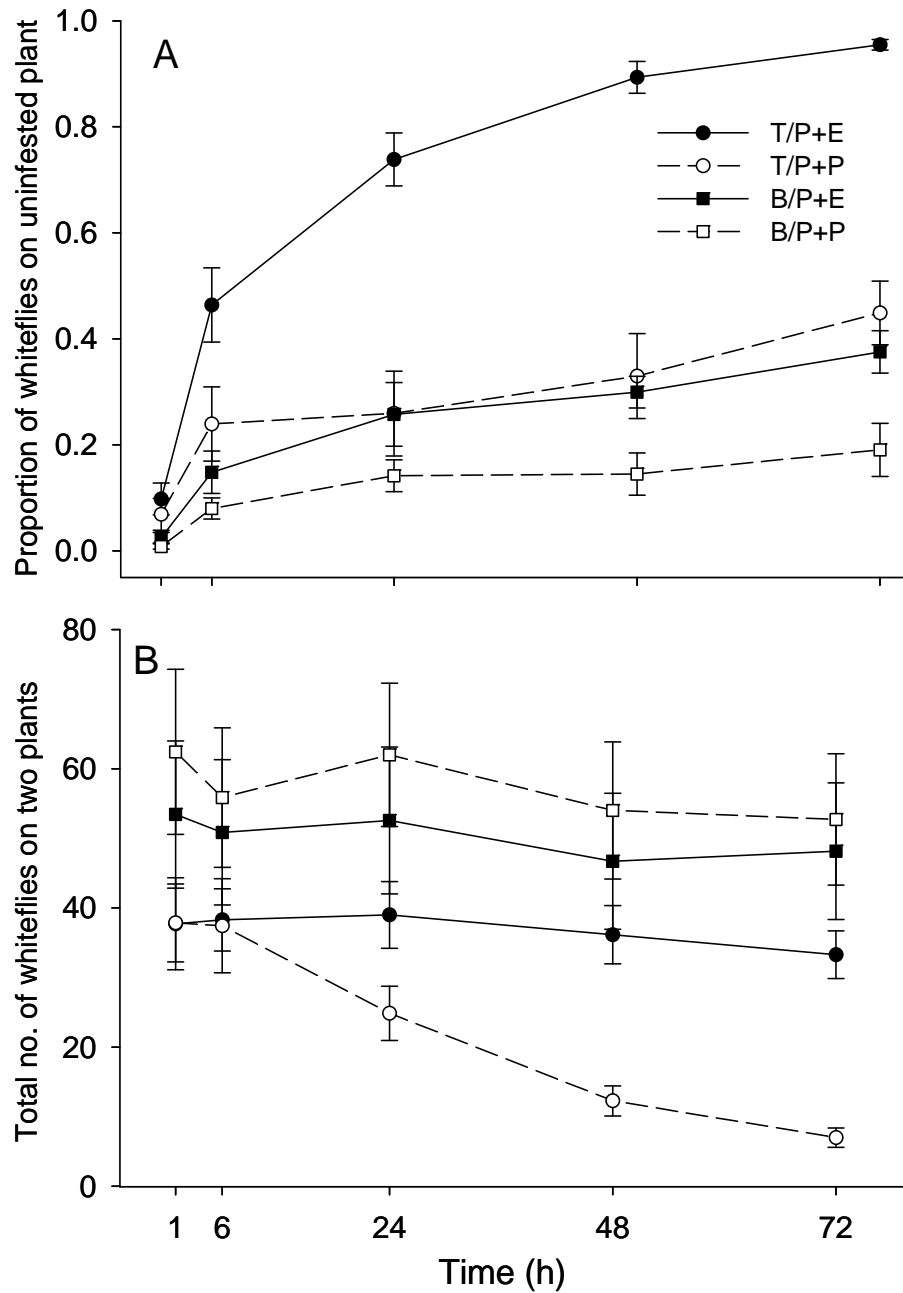 A
Proportion of whiteflies on uninfested plant
1.0
0.8
0.6
0.4
0.2
0.0
T/P+E
T/P+P
B/P+E
B/P+P
B
Total no. of whiteflies on two plants
80
60
40
20
0
1 6 24 48 72
Time (h)